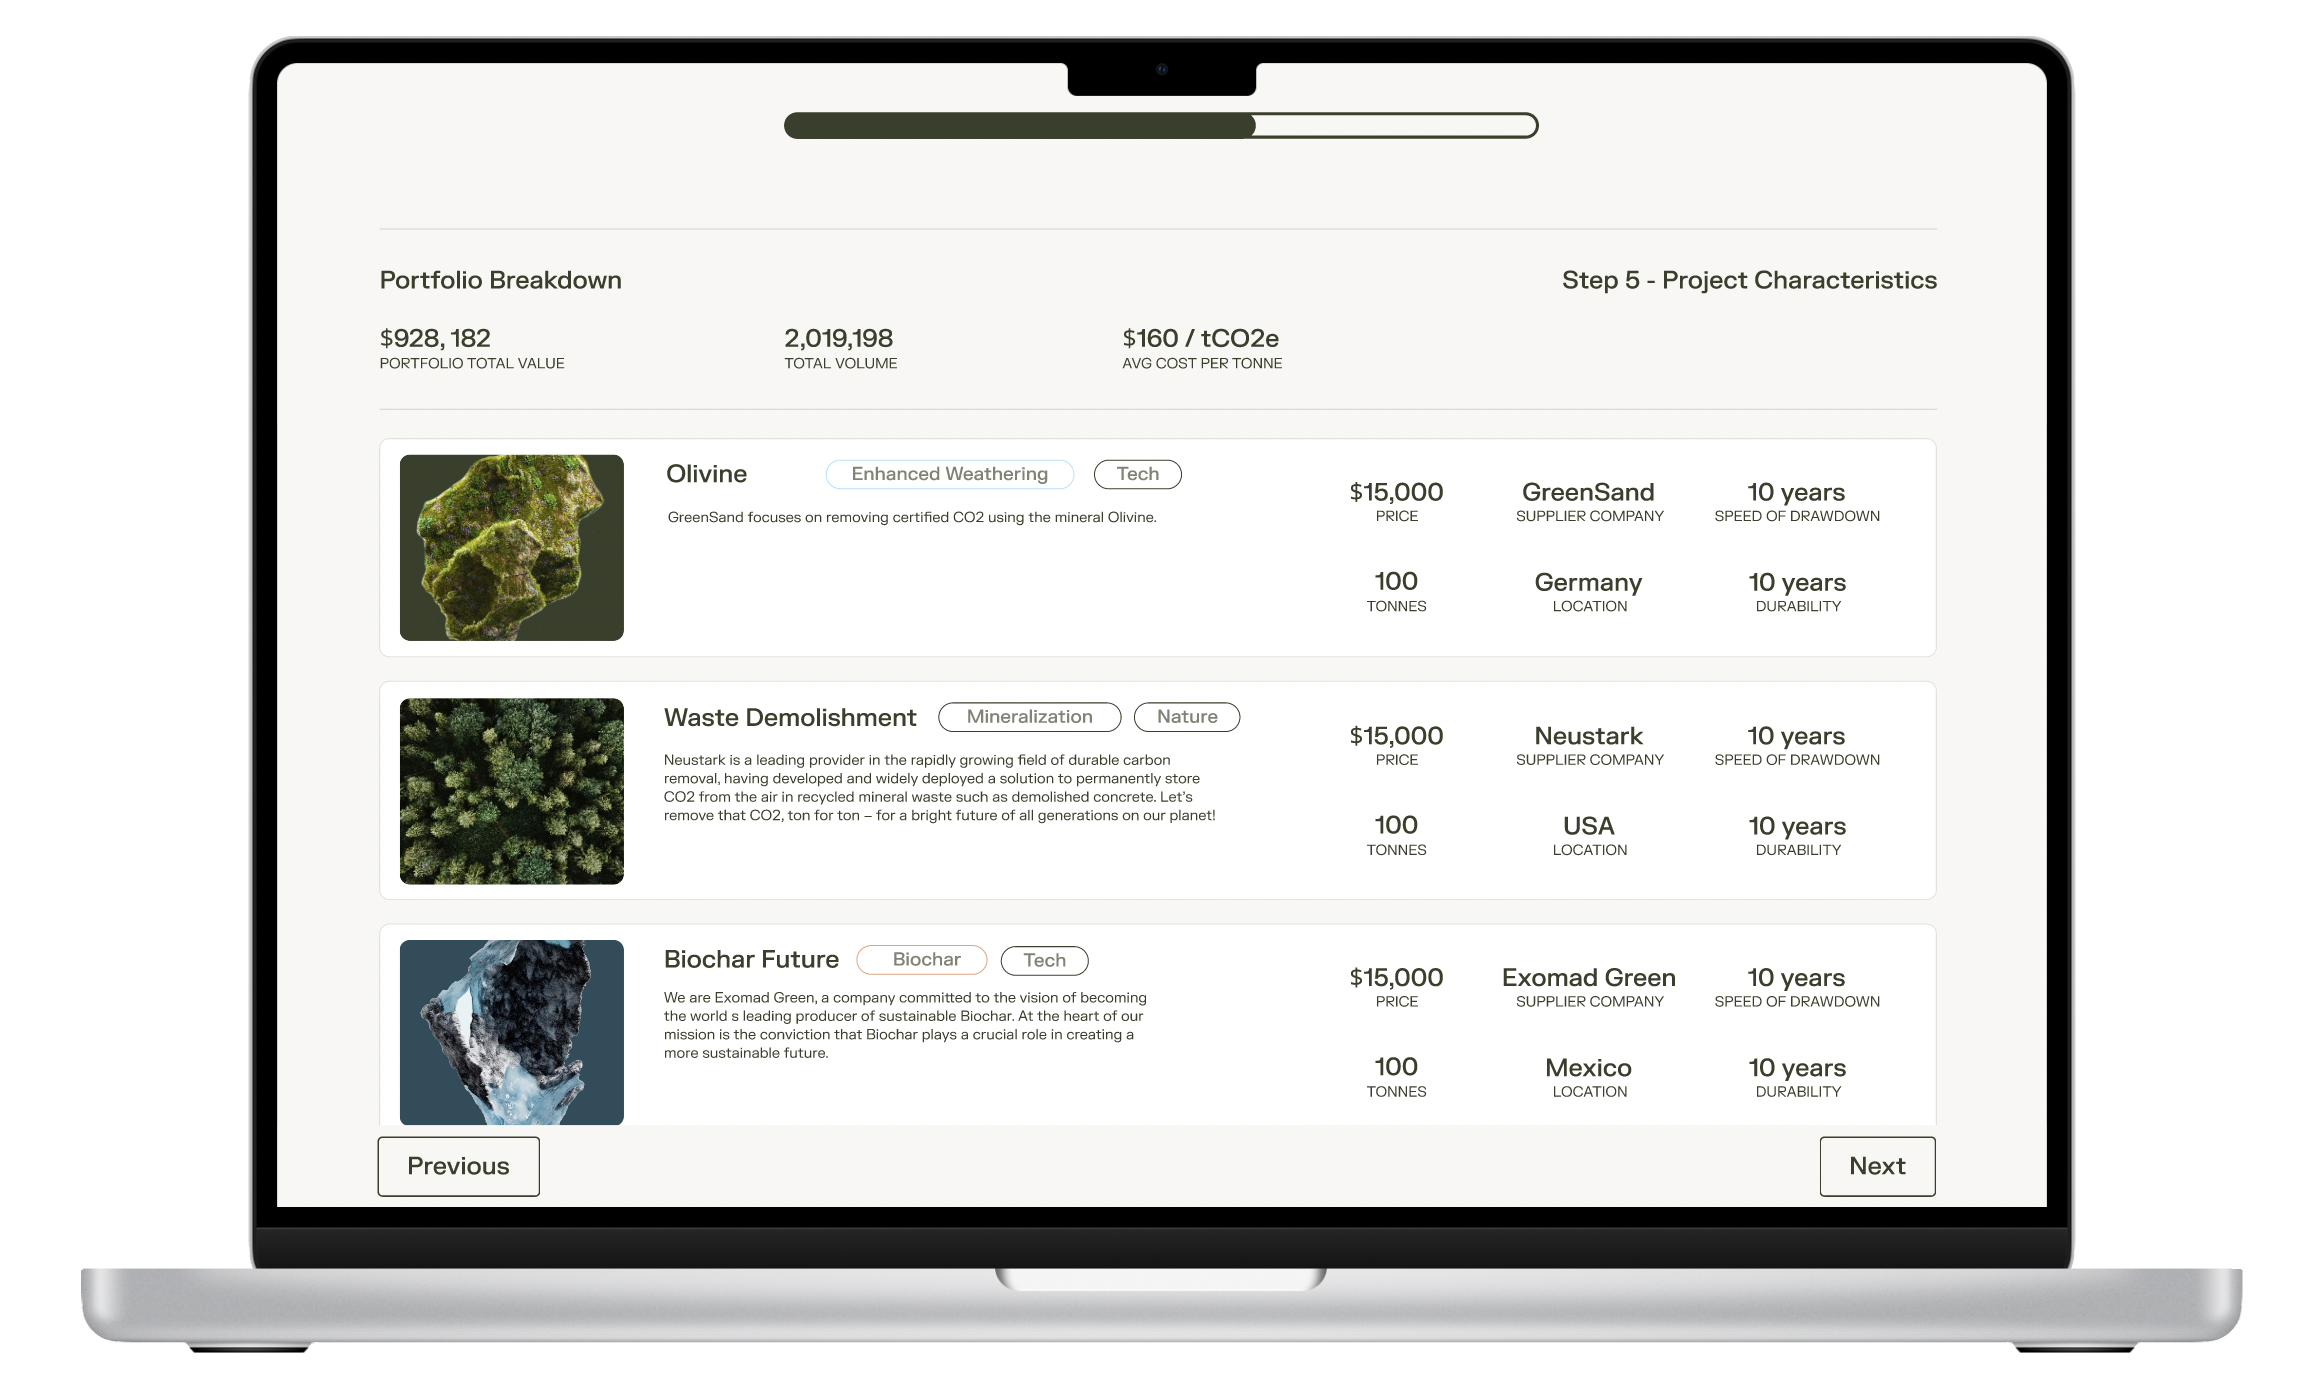 Portfolio Breakdown
Step 5 - Project Characteristics
$928, 182
PORTFOLIO TOTAL VALUE
2,019,198
TOTAL VOLUME
$160 / tCO2e
AVG COST PER TONNE
Olivine
Enhanced Weathering
Tech
GreenSand focuses on removing certified CO2 using the mineral Olivine.
$15,000
PRICE
GreenSand
SUPPLIER COMPANY
10 years
SPEED OF DRAWDOWN
100
TONNES
Germany
LOCATION
10 years
DURABILITY
Waste Demolishment
Mineralization
Nature
Neustark is a leading provider in the rapidly growing field of durable carbon
removal, having developed and widely deployed a solution to permanently store
CO2 from the air in recycled mineral waste such as demolished concrete. Let's
remove that CO2, ton for ton – for a bright future of all generations on our planet!
$15,000
PRICE
Neustark
SUPPLIER COMPANY
10 years
SPEED OF DRAWDOWN
100
TONNES
USA
LOCATION
10 years
DURABILITY
Biochar Future
Biochar
Tech
We are Exomad Green, a company committed to the vision of becoming
the world s leading producer of sustainable Biochar. At the heart of our
mission is the conviction that Biochar plays a crucial role in creating a
more sustainable future.
$15,000
PRICE
Exomad Green
SUPPLIER COMPANY
10 years
SPEED OF DRAWDOWN
100
TONNES
Mexico
LOCATION
10 years
DURABILITY
Previous
Next